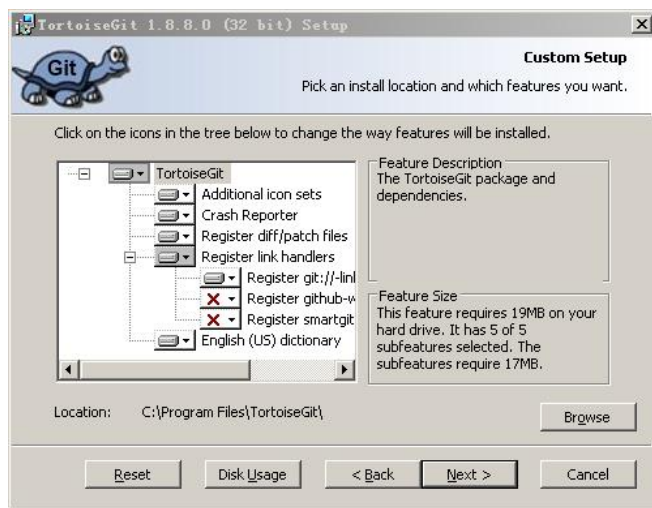 TortoiseGit 1.8.8.0 (32 bit) Setup
Git
Custom Setup
Pick an install location and which features you want.
Click on the icons in the tree below to change the way features will be installed.
TortoiseGit
Additional icon sets
Crash Reporter
Register diff/patch files
Register link handlers
Register git://-linl
Register github-w
Register smartgit
English (US) dictionary
Feature Description
The TortoiseGit package and
dependencies.
Feature Size
This feature requires 19MB on your
hard drive. It has 5 of 5
subfeatures selected. The
subfeatures require 17MB.
Location: C:\Program Files\TortoiseGit\
Browse
Reset Disk Usage < Back Next > Cancel